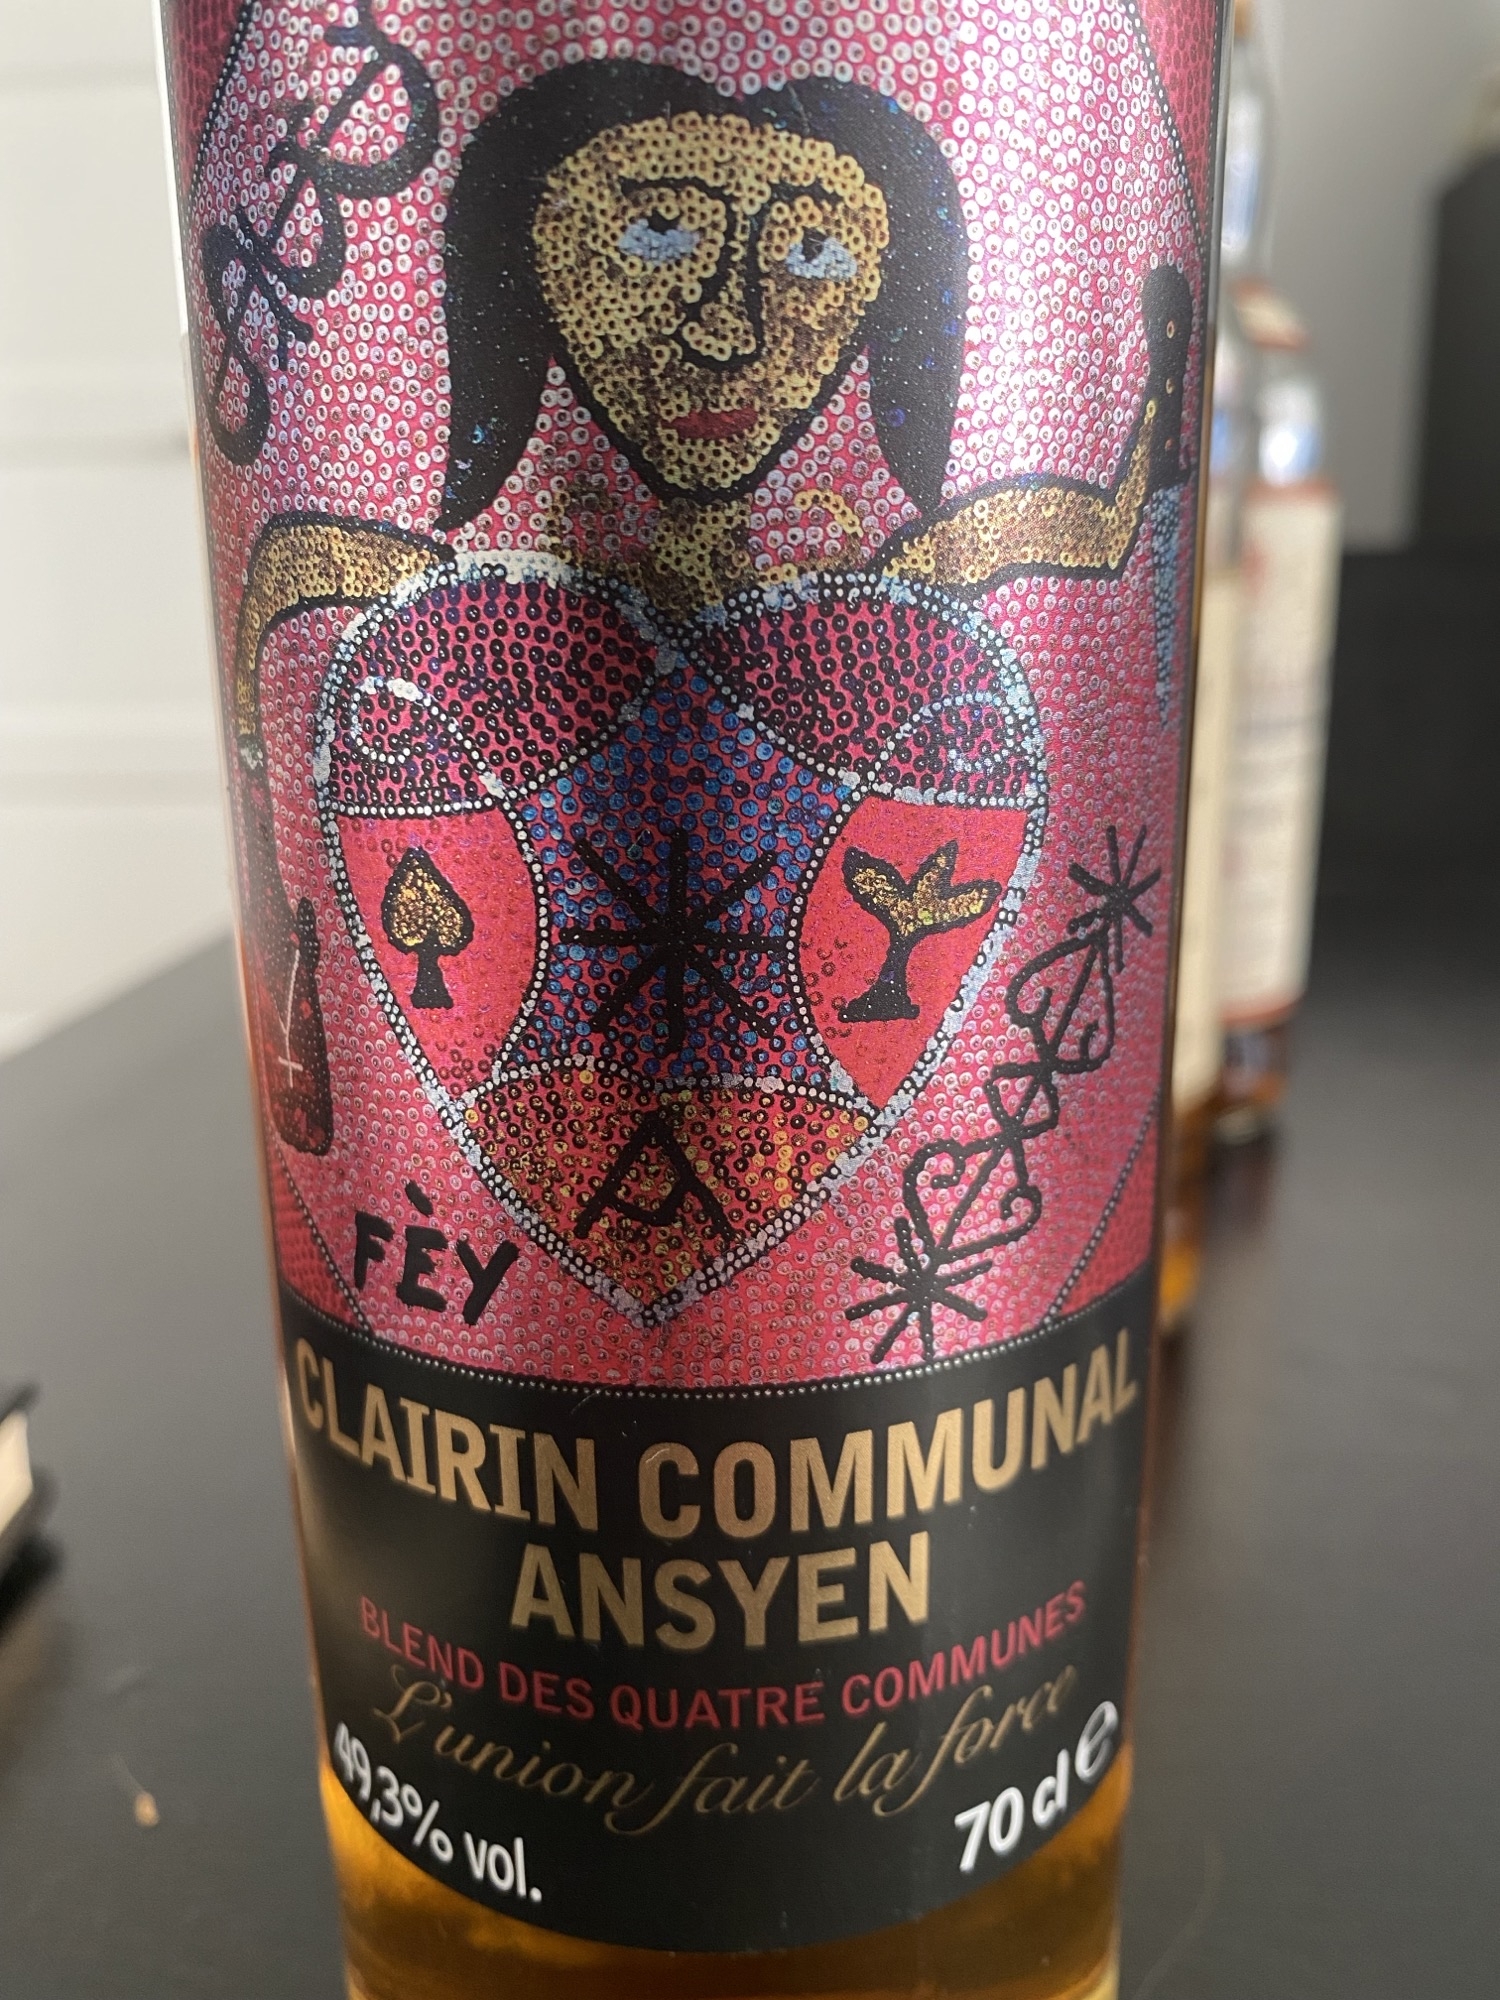 FÈY
CLAIRIN COMMUNAL
ANSYEN
BLEND DES QUATRE COMMUNES
L'union fait la force
49,3% vol.
70 cl e